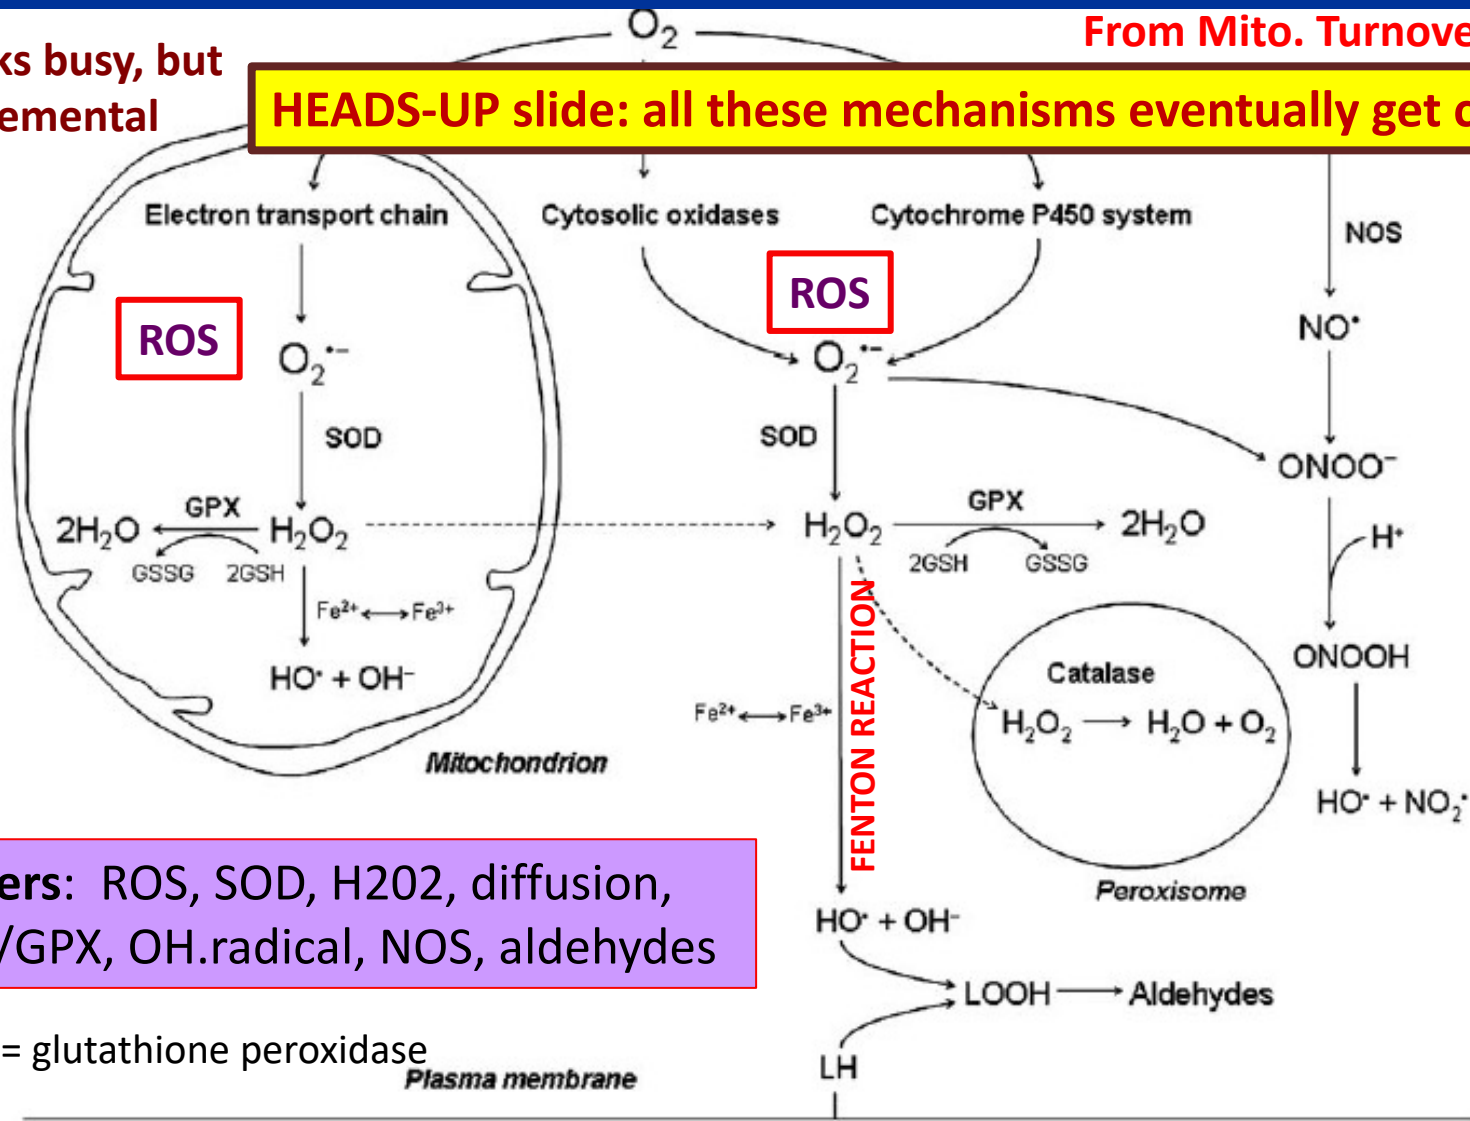 O₂
From Mito. Turnove
ks busy, but
emental
HEADS-UP slide: all these mechanisms eventually get c
Electron transport chain
Cytosolic oxidases
Cytochrome P450 system
NOS
ROS
ROS
NO•
O₂•⁻
O₂•⁻
SOD
SOD
ONOO⁻
2H₂O
GPX
H₂O₂
GSSG
2GSH
H₂O₂
GPX
2H₂O
2GSH
GSSG
H⁺
Fe²⁺ ↔ Fe³⁺
HO• + OH⁻
FENTON REACTION
Fe²⁺ ↔ Fe³⁺
ONOOH
Catalase
H₂O₂ → H₂O + O₂
Mitochondrion
HO• + NO₂•
Peroxisome
ers: ROS, SOD, H202, diffusion,
/GPX, OH.radical, NOS, aldehydes
HO• + OH⁻
LOOH → Aldehydes
= glutathione peroxidase
LH
Plasma membrane